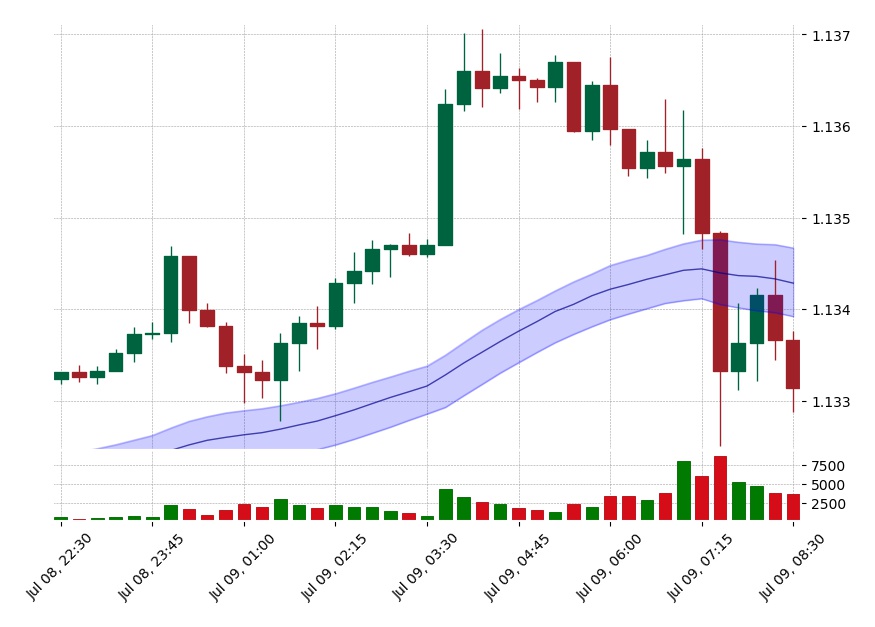 1.137
1.136
1.135
1.134
1.133
7500
5000
2500
Jul 08, 22:30
Jul 08, 23:45
Jul 09, 01:00
Jul 09, 02:15
Jul 09, 03:30
Jul 09, 04:45
Jul 09, 06:00
Jul 09, 07:15
Jul 09, 08:30